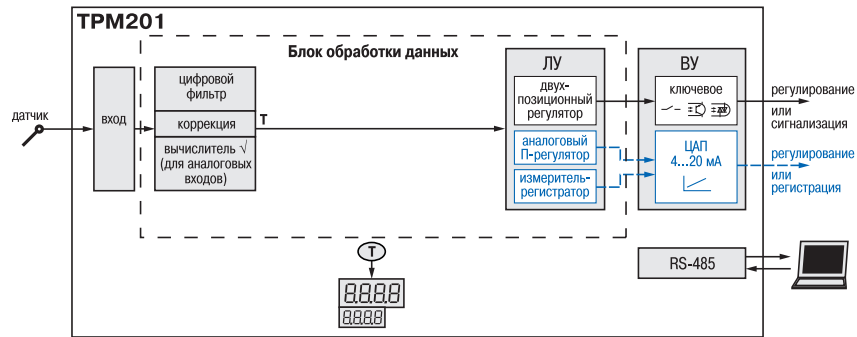 ТРМ201
Блок обработки данных
датчик
вход
цифровой
фильтр
коррекция
вычислитель √
(для аналоговых
входов)
T
ЛУ
двух-
позиционный
регулятор
аналоговый
П-регулятор
измеритель-
регистратор
ВУ
ключевое
ЦАП
4...20 мА
регулирование
или
сигнализация
регулирование
или
регистрация
T
8.8.8.8
8.8.8.8
RS-485